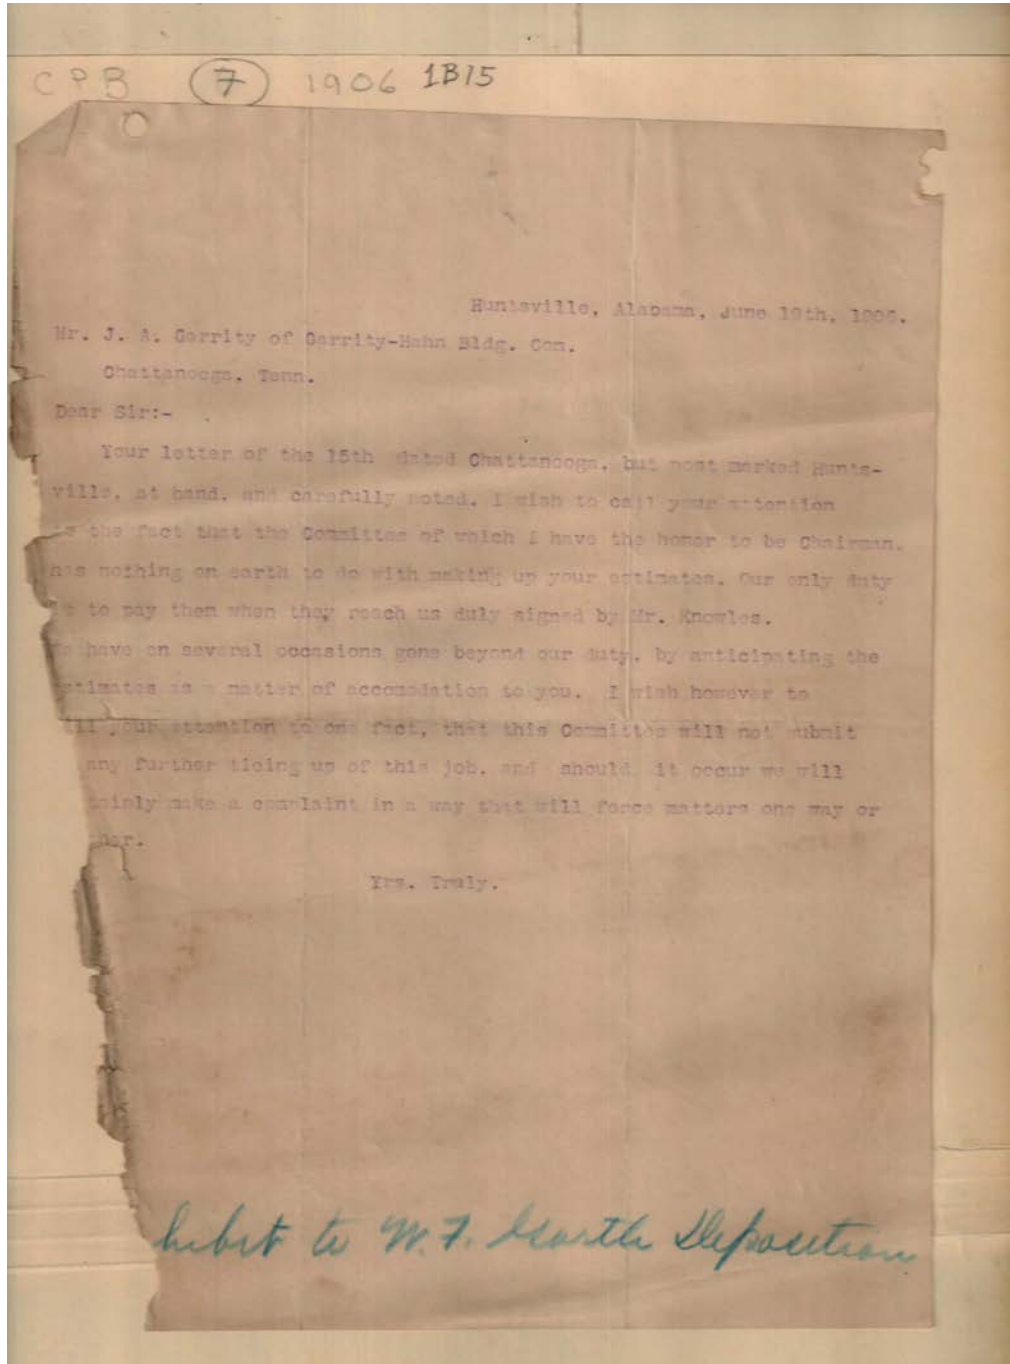 CPB 7 1906 1B15
Huntsville, Alabama, June 19th, 1906.
Mr. J. A. Garrity of Garrity-Hahn Bldg. Com.
Chattanooga, Tenn.
Dear Sir:-
Your letter of the 15th dated Chattanooga, but post marked Hunts-
ville, at hand, and carefully noted. I wish to call your attention
to the fact that the Committee of which I have the honor to be Chairman,
has nothing on earth to do with making up your estimates. Our only duty
is to pay them when they reach us duly signed by Mr. Knowles.
We have on several occasions gone beyond our duty, by anticipating the
stimates as a matter of accomodation to you. I wish however to
ll your attention to one fact, that this Committee will not submit
any further tieing up of this job, and should it occur we will
tainly make a complaint in a way that will force matters one way or
ther.
Yrs. Truly.
hibit to W. F. Deposition